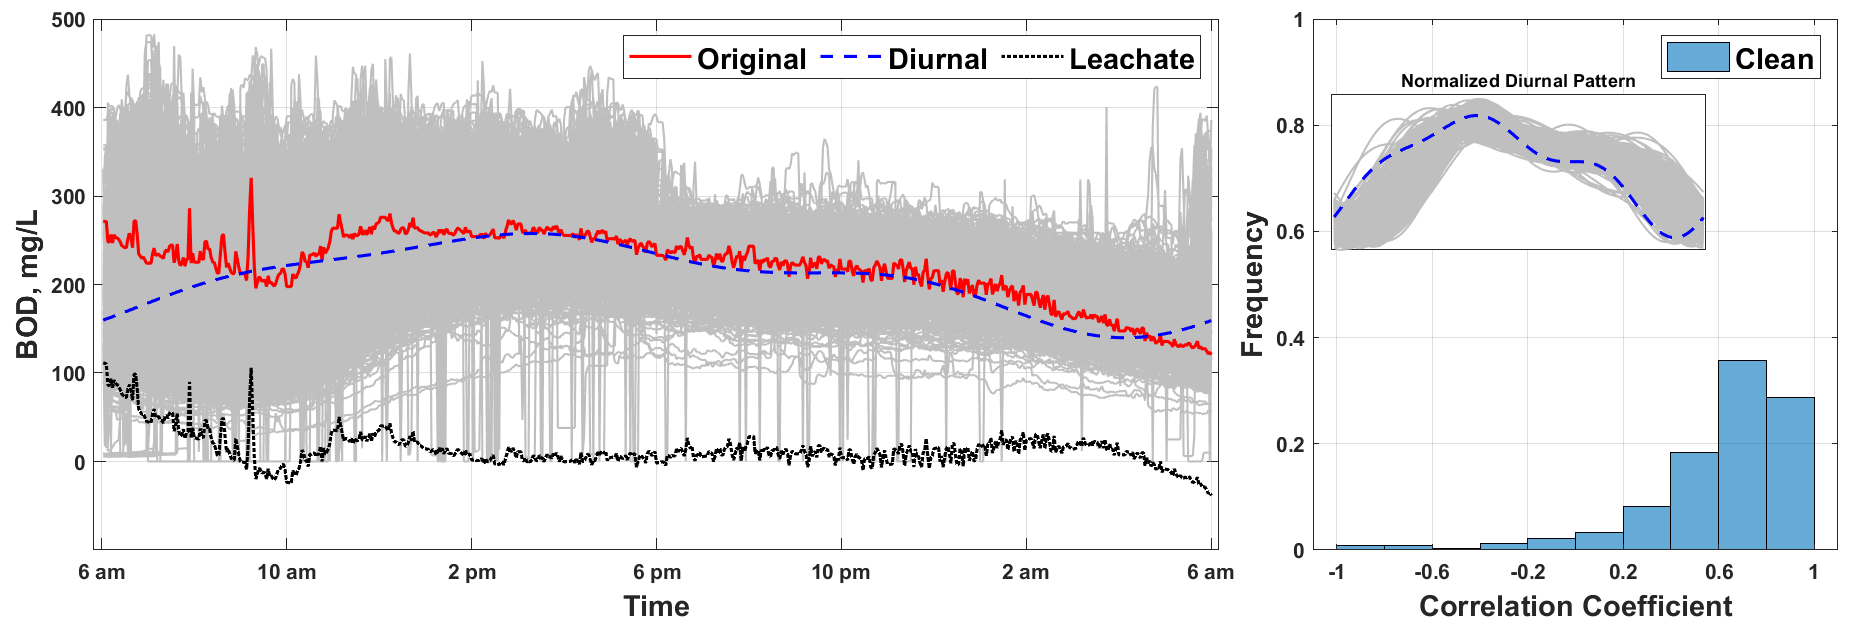 500
400
300
200
100
0
BOD, mg/L
Original Diurnal Leachate
6 am 10 am 2 pm 6 pm 10 pm 2 am 6 am
Time
1
0.8
0.6
0.4
0.2
0
Frequency
Clean
Normalized Diurnal Pattern
-1 -0.6 -0.2 0.2 0.6 1
Correlation Coefficient